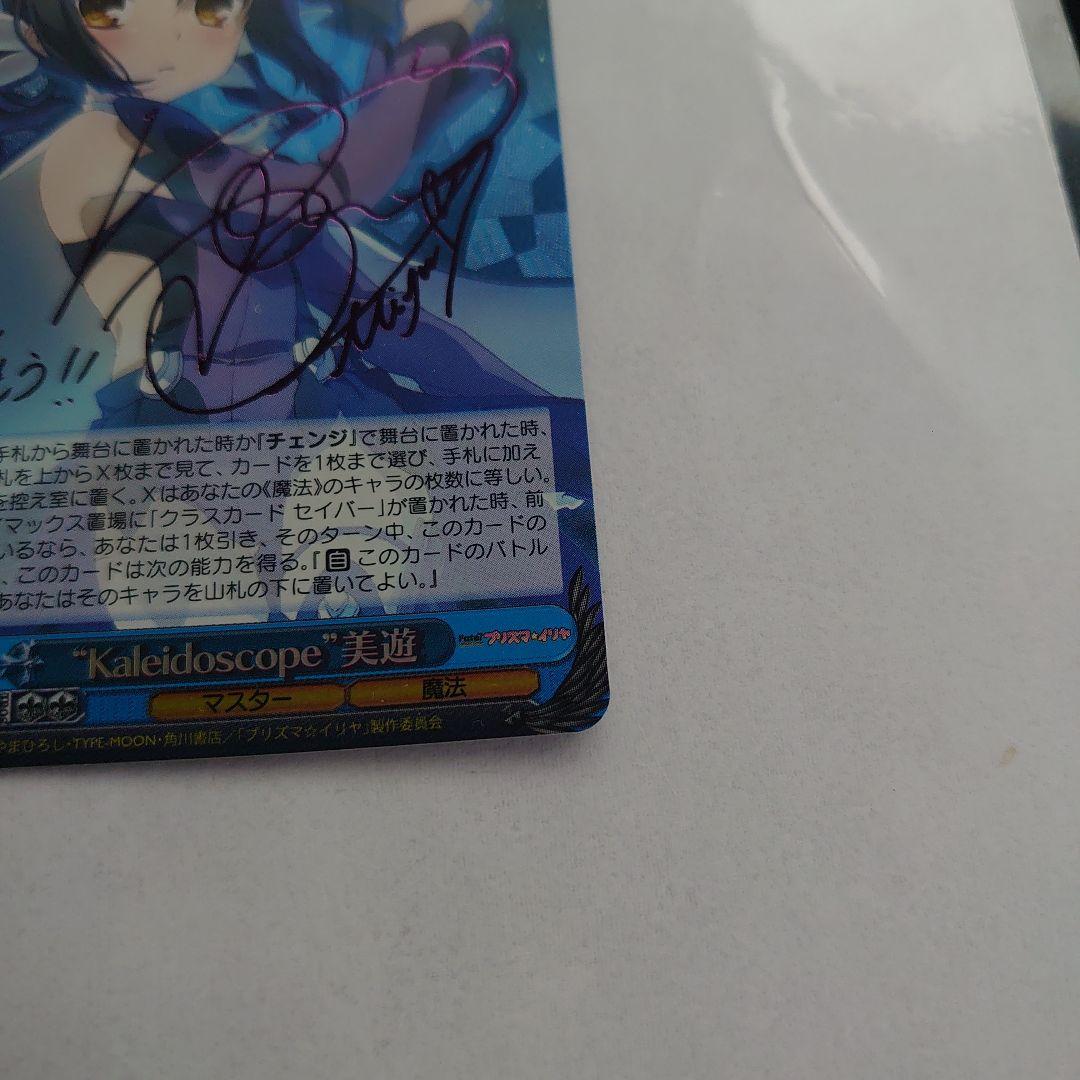 う!!
手札から舞台に置かれた時か『チェンジ』で舞台に置かれた時、
札を上からX枚まで見て、カードを1枚まで選び、手札に加え
を控え室に置く。Xはあなたの《魔法》のキャラの枚数に等しい。
マックス置場に「クラスカード セイバー」が置かれた時、前
いるなら、あなたは1枚引き、そのターン中、このカードの
、このカードは次の能力を得る。『自 このカードのバトル
あなたはそのキャラを山札の下に置いてよい。』
“Kaleidoscope”美遊
プリズマ☆イリヤ
マスター 魔法
やまひろし・TYPE-MOON・角川書店/「プリズマ☆イリヤ」製作委員会